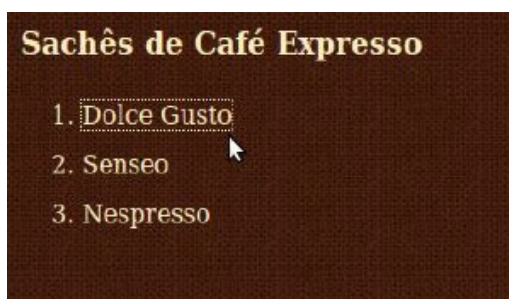 Sachês de Café Expresso
1. Dolce Gusto
2. Senseo
3. Nespresso